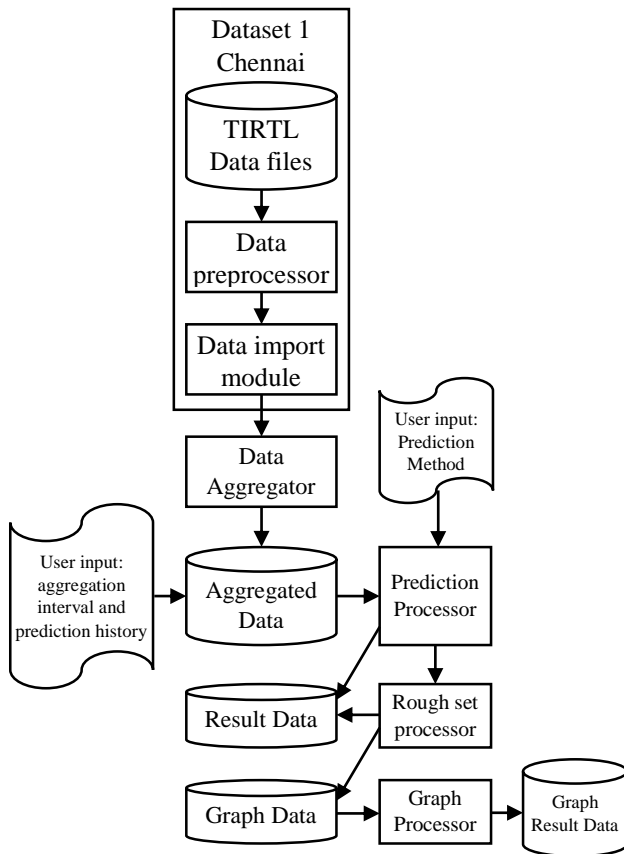 Dataset 1
Chennai
TIRTL
Data files
Data
preprocessor
Data import
module
User input:
Prediction
Method
Data
Aggregator
User input:
aggregation
interval and
prediction history
Aggregated
Data
Prediction
Processor
Result Data
Rough set
processor
Graph Data
Graph
Processor
Graph
Result Data